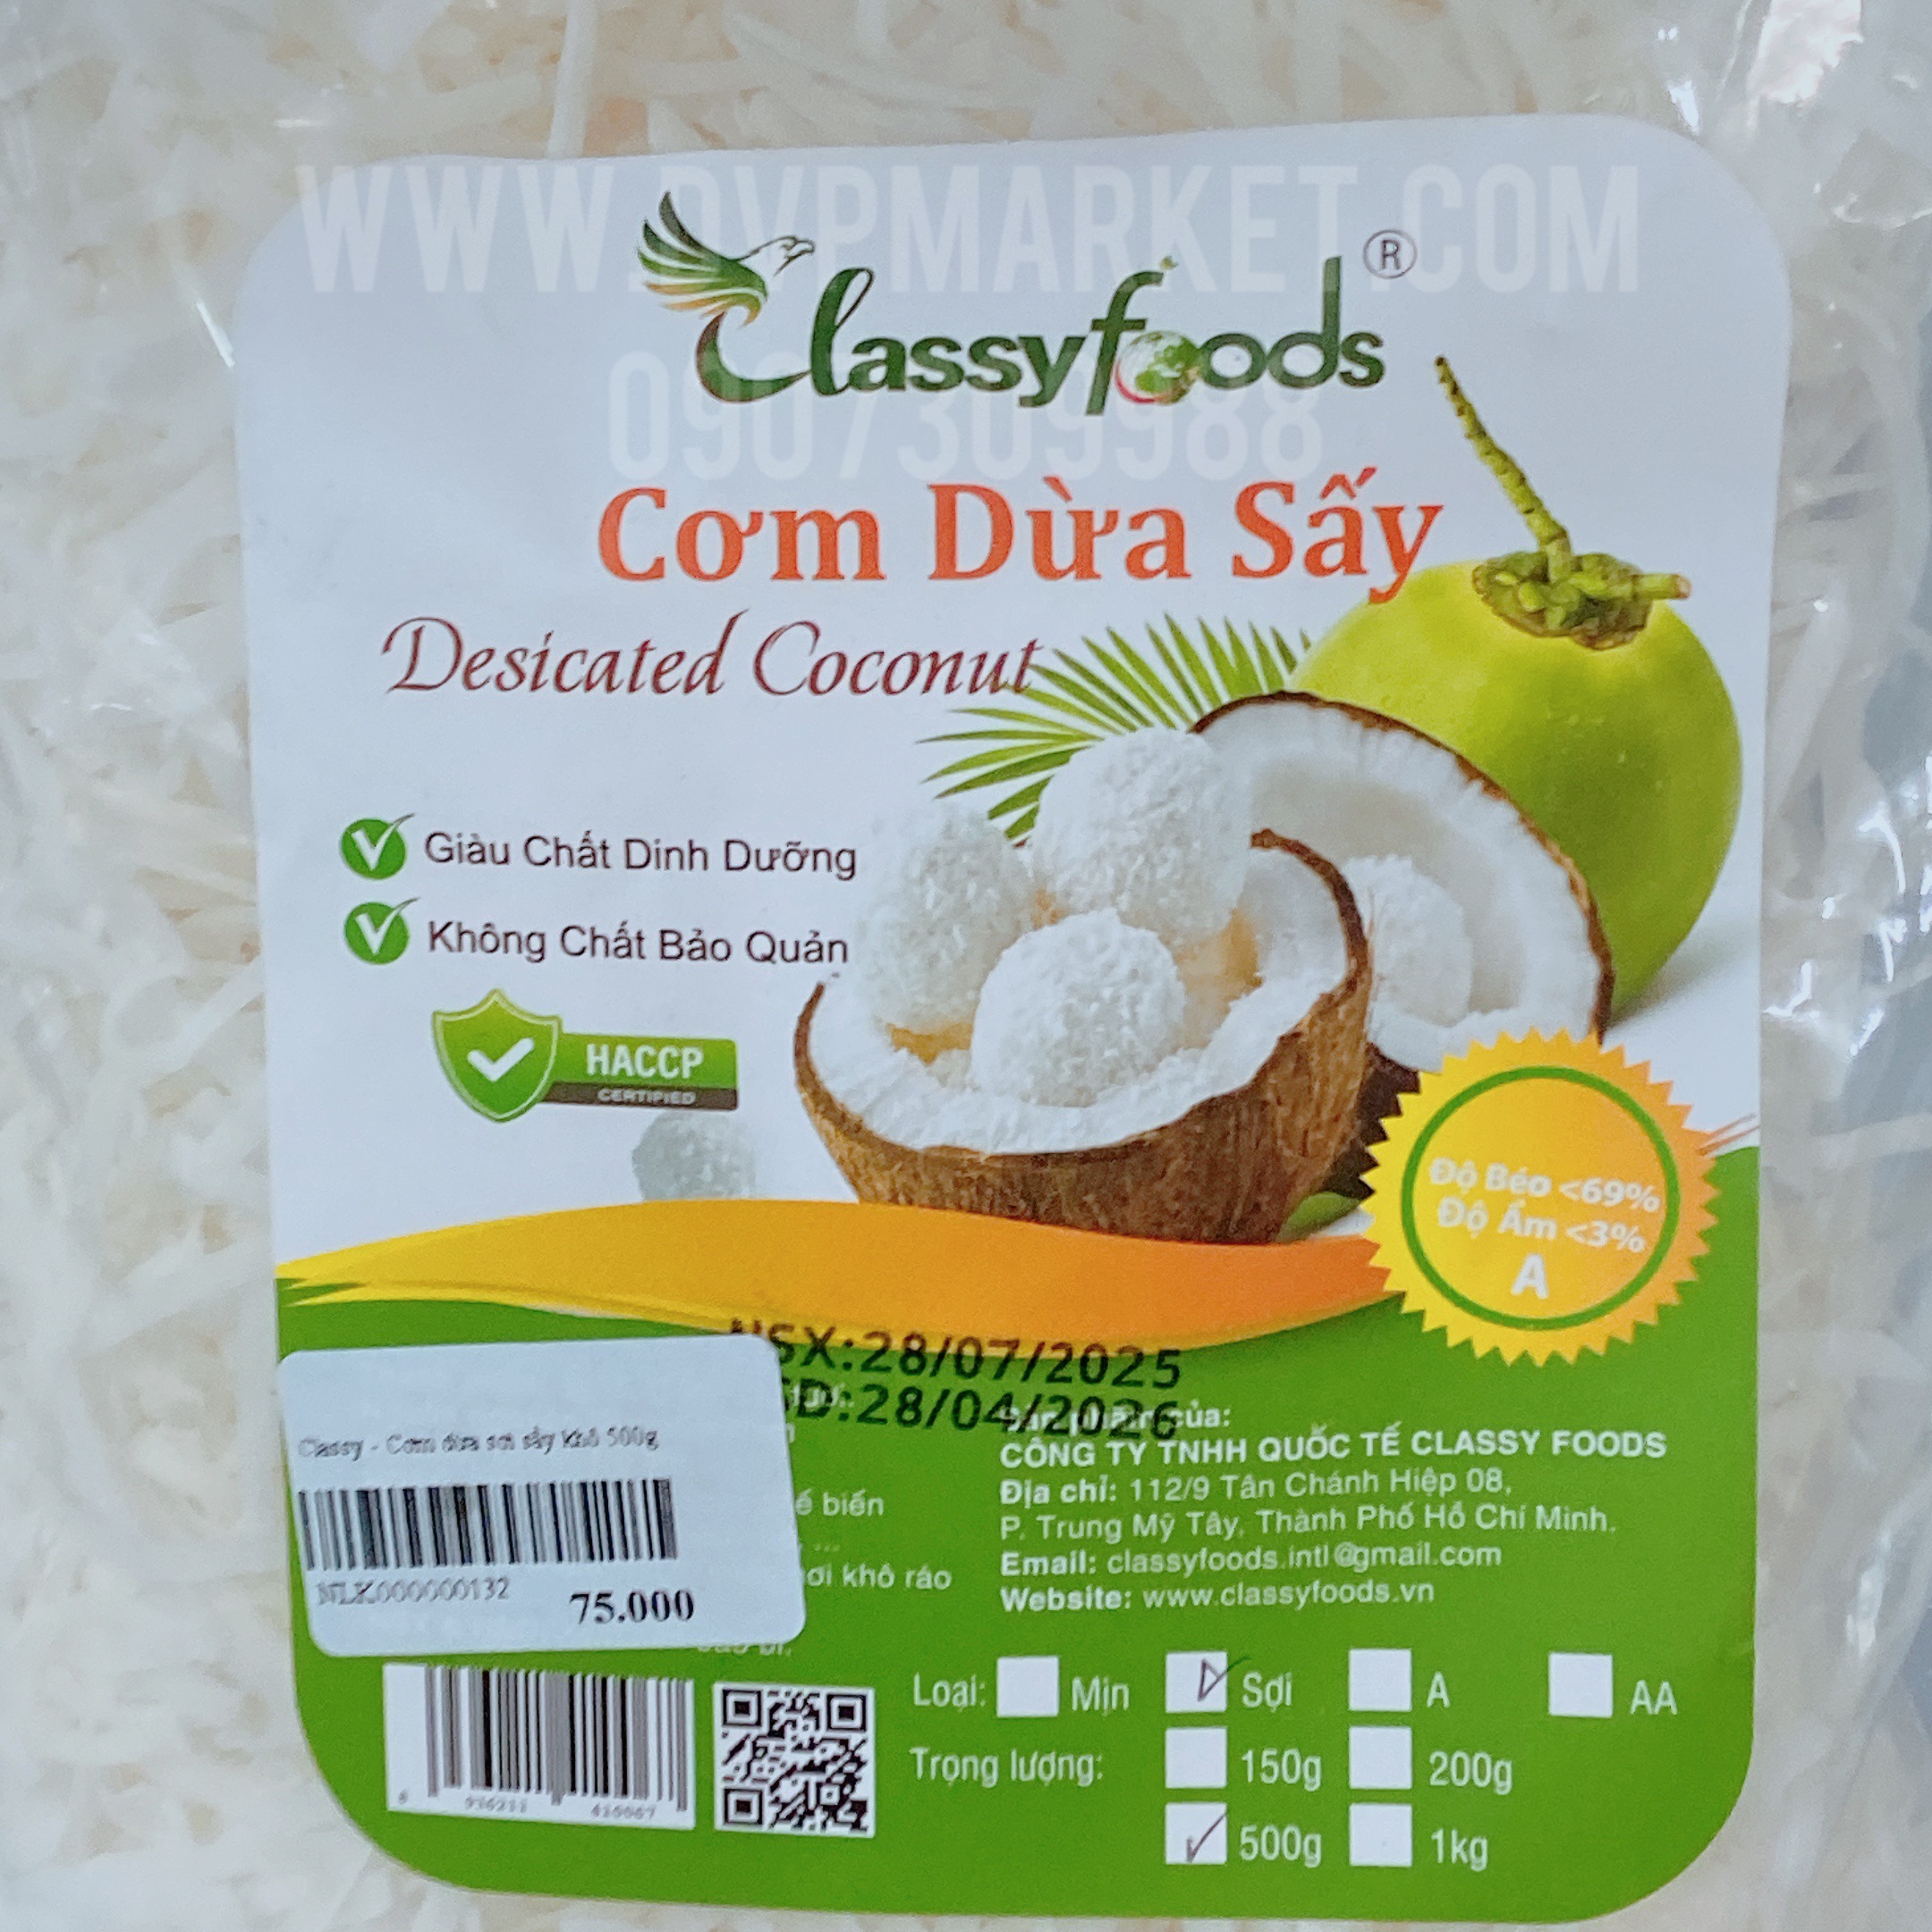 WWW.DVPMARKET.COM
Classyfoods ®
0907309988
Cơm Dừa Sấy
Desicated Coconut
Giàu Chất Dinh Dưỡng
Không Chất Bảo Quản
HACCP
CERTIFIED
Độ Béo <69%
Độ Ẩm <3%
A
NSX:28/07/2025
SD:28/04/2026
Sản phẩm của:
CÔNG TY TNHH QUỐC TẾ CLASSY FOODS
Địa chỉ: 112/9 Tân Chánh Hiệp 08,
P. Trung Mỹ Tây, Thành Phố Hồ Chí Minh.
Email: classyfoods.intl@gmail.com
Website: www.classyfoods.vn
Classy - Cơm dừa sợi sấy khô 500g
NLK000000132
75.000
biến
khô ráo
bì.
Loại: Mịn Sợi A AA
Trọng lượng: 150g 200g
500g 1kg